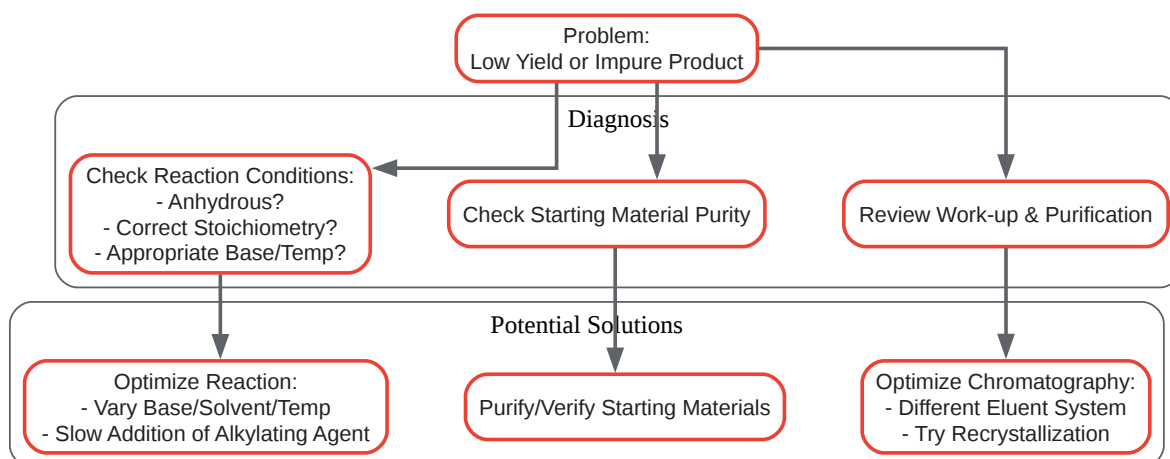 Problem:
Low Yield or Impure Product
Diagnosis
Check Reaction Conditions:
- Anhydrous?
- Correct Stoichiometry?
- Appropriate Base/Temp?
Check Starting Material Purity
Review Work-up & Purification
Potential Solutions
Optimize Reaction:
- Vary Base/Solvent/Temp
- Slow Addition of Alkylating Agent
Purify/Verify Starting Materials
Optimize Chromatography:
- Different Eluent System
- Try Recrystallization